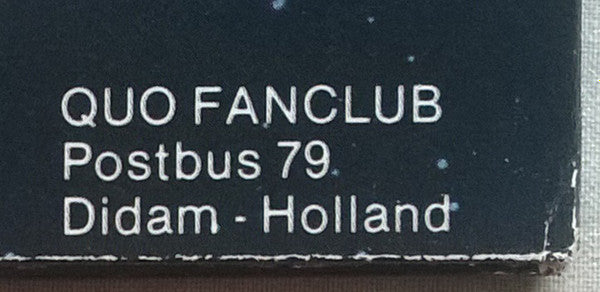 QUO FANCLUB
Postbus 79
Didam - Holland